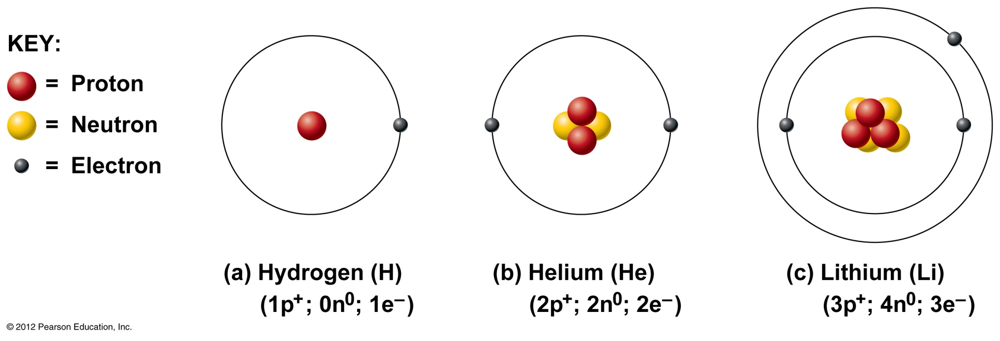 KEY:
= Proton
= Neutron
= Electron
(a) Hydrogen (H)
(1p⁺; 0n⁰; 1e⁻)
(b) Helium (He)
(2p⁺; 2n⁰; 2e⁻)
(c) Lithium (Li)
(3p⁺; 4n⁰; 3e⁻)
© 2012 Pearson Education, Inc.